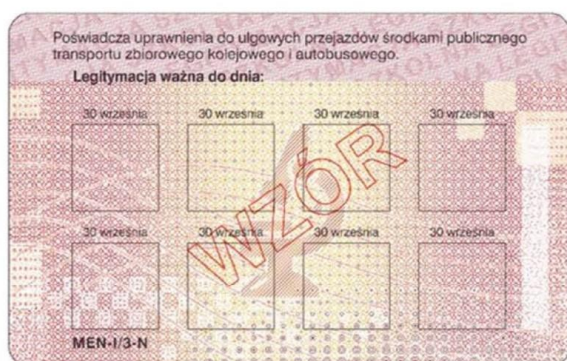 Poświadcza uprawnienia do ulgowych przejazdów środkami publicznego
transportu zbiorowego kolejowego i autobusowego.
Legitymacja ważna do dnia:
30 września 30 września 30 września 30 września
WZÓR
30 września 30 września 30 września 30 września
MEN-I/3-N